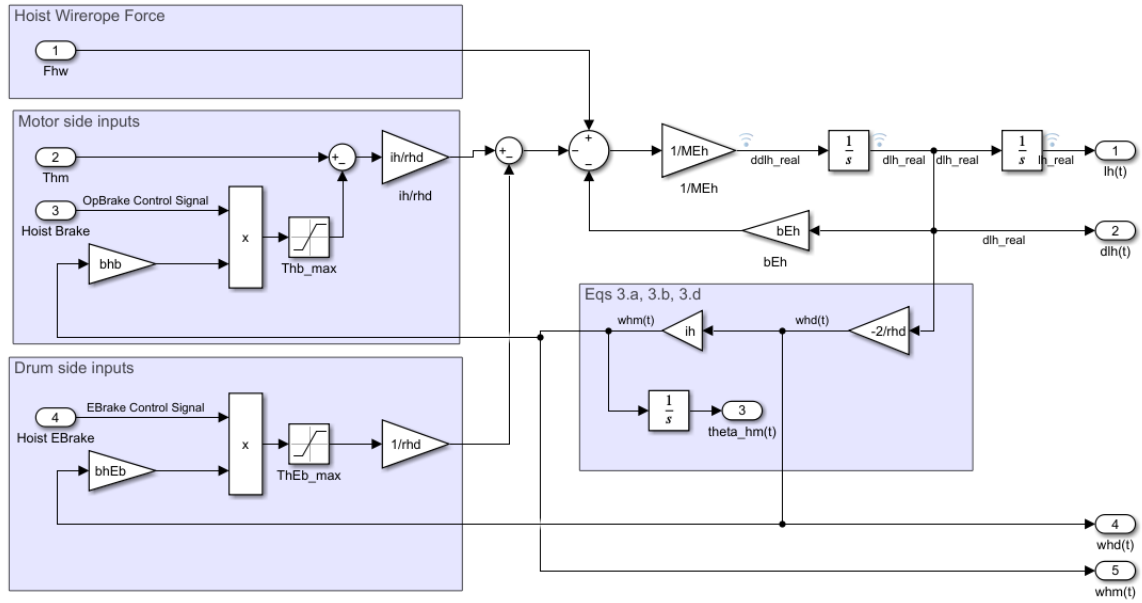 Hoist Wirerope Force
1
Fhw
Motor side inputs
2
Thm
3
OpBrake Control Signal
Hoist Brake
bhb
x
Thb_max
+
−
ih/rhd
ih/rhd
+
−
+
−
−
1/MEh
1/MEh
ddlh_real
1
s
dlh_real
dlh_real
1
s
lh_real
1
lh(t)
bEh
bEh
dlh_real
2
dlh(t)
Eqs 3.a, 3.b, 3.d
whm(t)
ih
whd(t)
-2/rhd
1
s
3
theta_hm(t)
Drum side inputs
4
EBrake Control Signal
Hoist EBrake
bhEb
x
ThEb_max
1/rhd
4
whd(t)
5
whm(t)